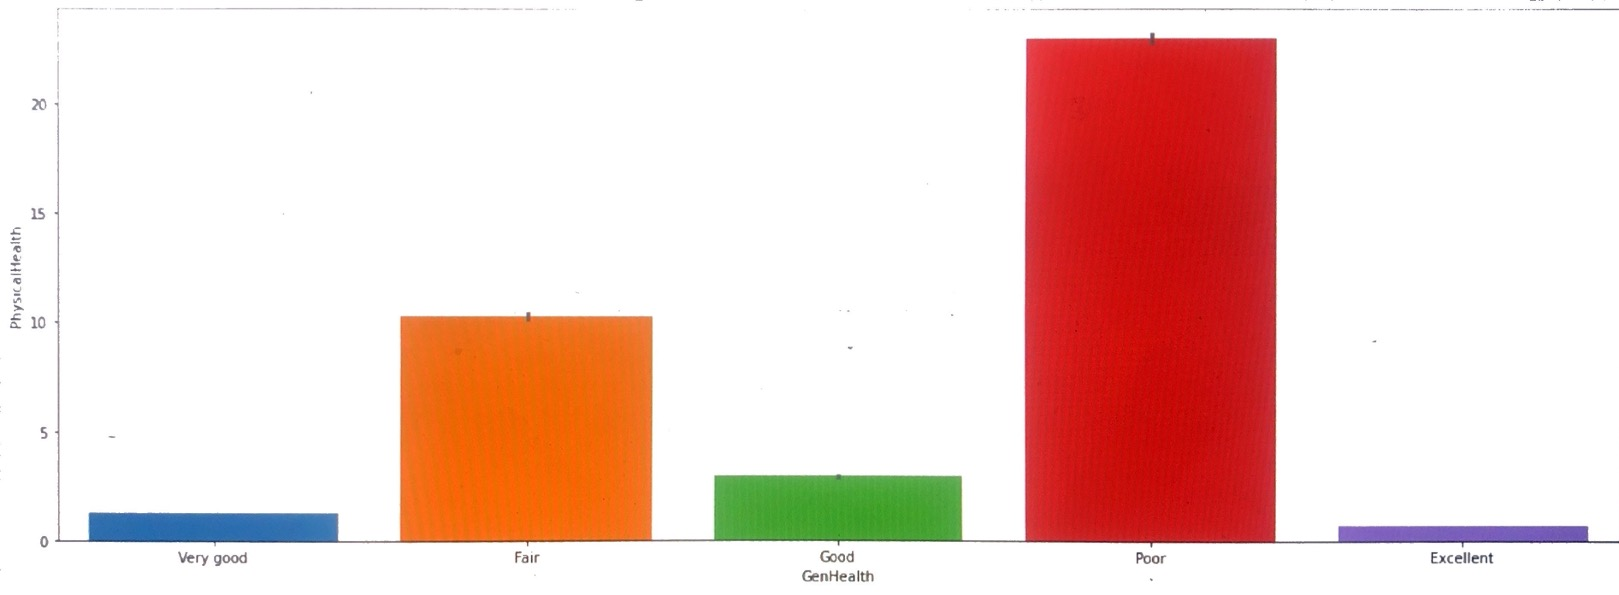 20
15
10
5
0
PhysicalHealth
Very good
Fair
Good
Poor
Excellent
GenHealth